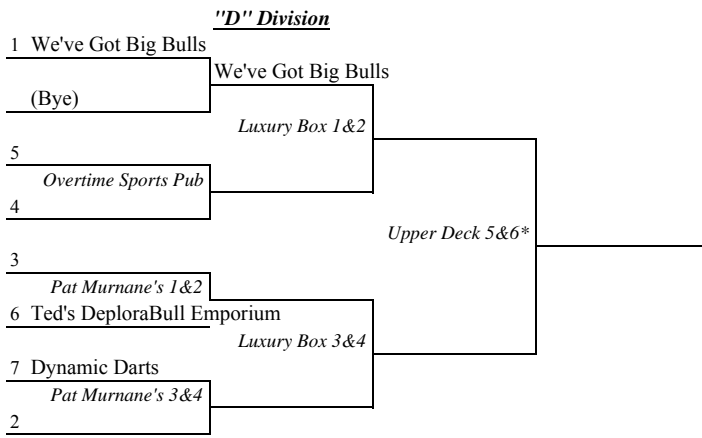 "D" Division
1 We've Got Big Bulls
We've Got Big Bulls
(Bye)
Luxury Box 1&2
5
Overtime Sports Pub
4
Upper Deck 5&6*
3
Pat Murnane's 1&2
6 Ted's DeploraBull Emporium
Luxury Box 3&4
7 Dynamic Darts
Pat Murnane's 3&4
2